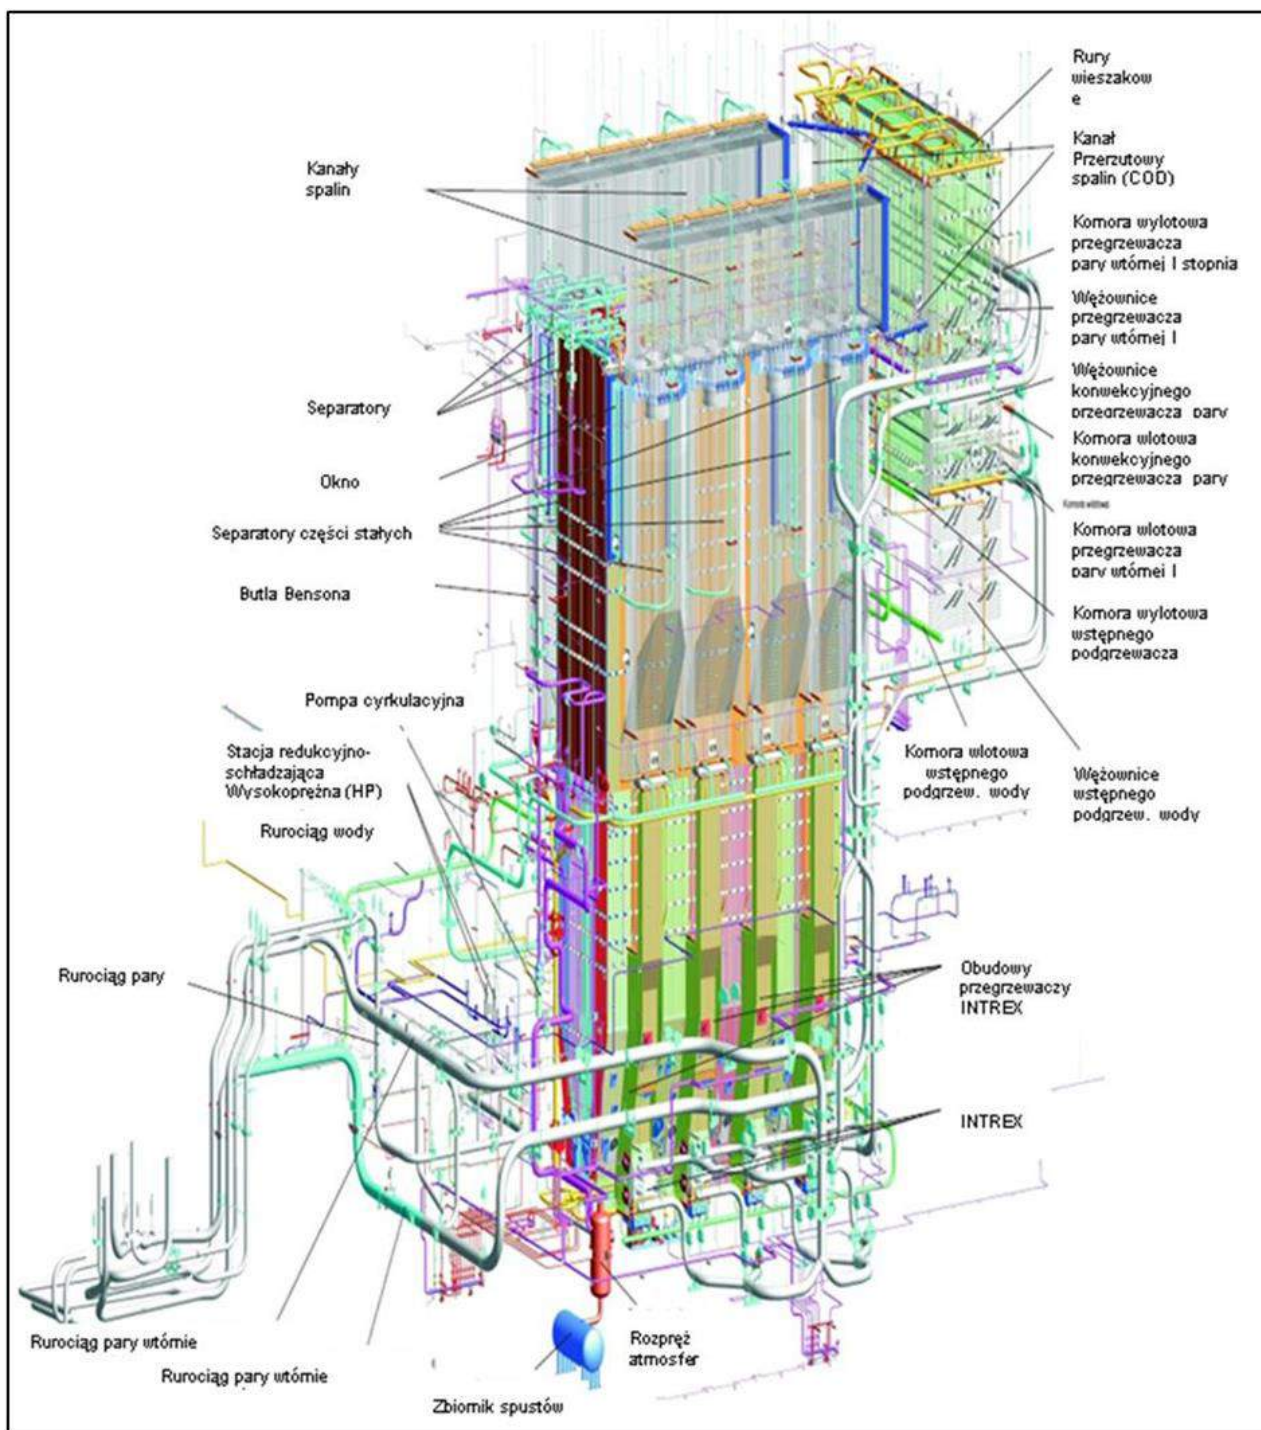 Rury
wieszakow
e
Kanał
Przerzutowy
spalin (COD)
Kanały
spalin
Komora wylotowa
przegrzewacza
pary wtórnej I stopnia
Wężownice
przegrzewacza
pary wtórnej I
Wężownice
konwekcyjnego
przegrzewacza pary
Separatory
Komora wlotowa
konwekcyjnego
przegrzewacza pary
Okno
Separatory części stałych
Komora wlotowa
przegrzewacza
pary wtórnej I
Butla Bensona
Komora wylotowa
wstępnego
podgrzewacza
Pompa cyrkulacyjna
Stacja redukcyjno-
schładzająca
Wysokoprężna (HP)
Komora wlotowa
wstępnego
podgrzew. wody
Wężownice
wstępnego
podgrzew. wody
Rurociąg wody
Rurociąg pary
Obudowy
przegrzewaczy
INTREX
INTREX
Rurociąg pary wtórnie
Rurociąg pary wtórnie
Rozpręż
atmosfer
Zbiornik spustów